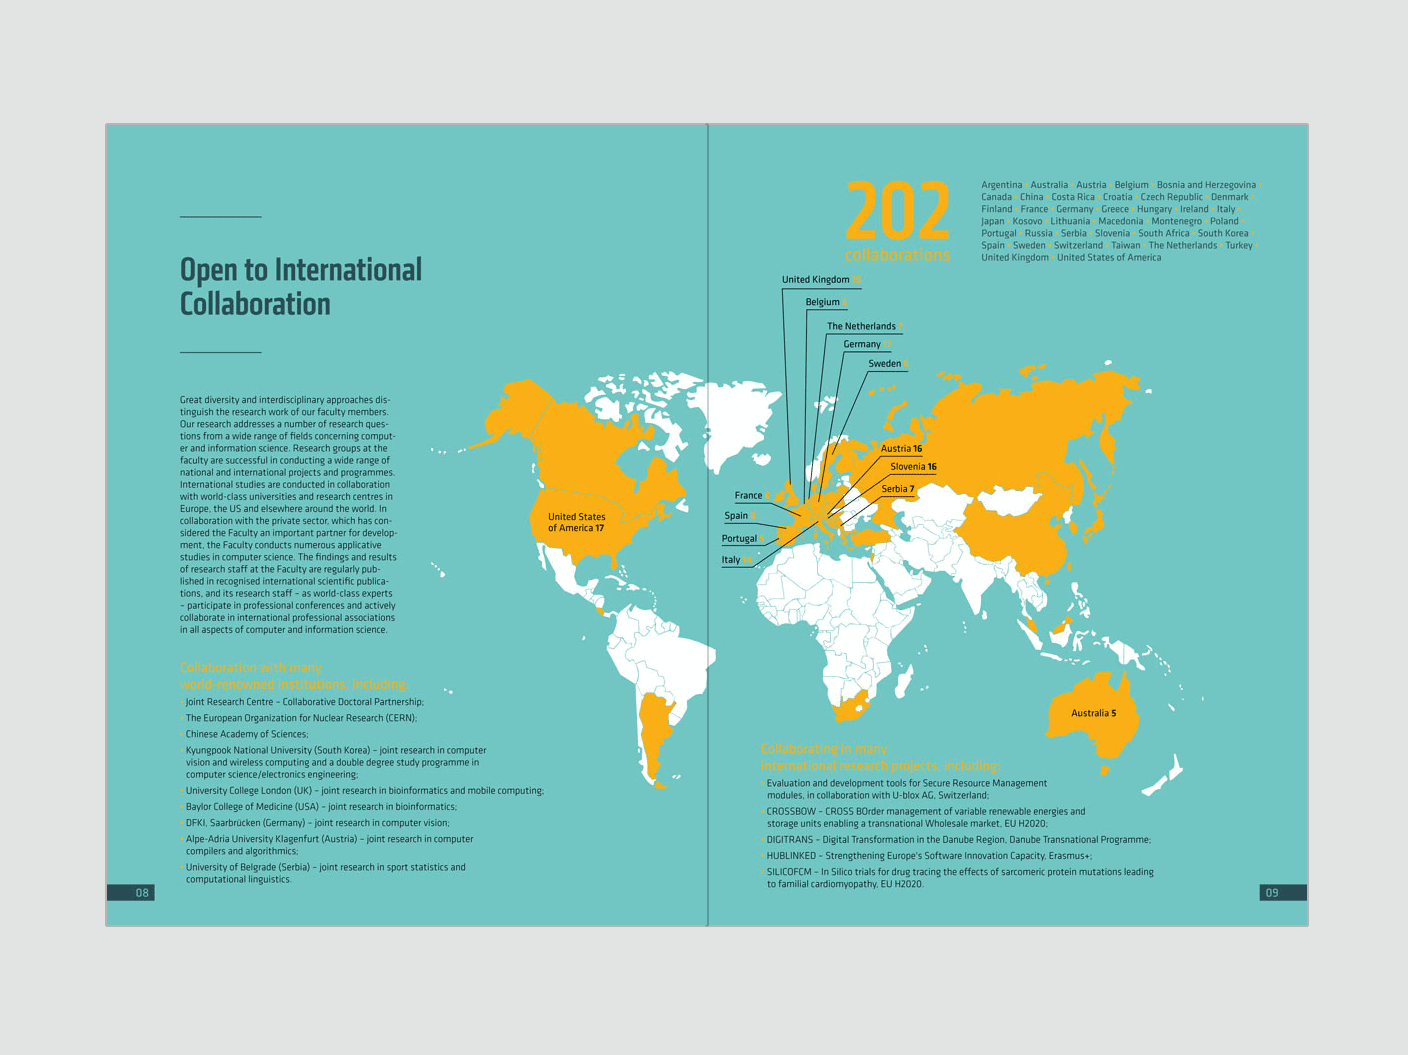 Open to International
Collaboration
Great diversity and interdisciplinary approaches dis-
tinguish the research work of our faculty members.
Our research addresses a number of research ques-
tions from a wide range of fields concerning comput-
er and information science. Research groups at the
faculty are successful in conducting a wide range of
national and international projects and programmes.
International studies are conducted in collaboration
with world-class universities and research centres in
Europe, the US and elsewhere around the world. In
collaboration with the private sector, which has con-
sidered the Faculty an important partner for develop-
ment, the Faculty conducts numerous applicative
studies in computer science. The findings and results
of research staff at the Faculty are regularly pub-
lished in recognised international scientific publica-
tions, and its research staff – as world-class experts
– participate in professional conferences and actively
collaborate in international professional associations
in all aspects of computer and information science.
Collaboration with many
world-renowned institutions, including:
Joint Research Centre – Collaborative Doctoral Partnership;
The European Organization for Nuclear Research (CERN);
Chinese Academy of Sciences;
Kyungpook National University (South Korea) – joint research in computer
vision and wireless computing and a double degree study programme in
computer science/electronics engineering;
University College London (UK) – joint research in bioinformatics and mobile computing;
Baylor College of Medicine (USA) – joint research in bioinformatics;
DFKI, Saarbrücken (Germany) – joint research in computer vision;
Alpe-Adria University Klagenfurt (Austria) – joint research in computer
compilers and algorithmics;
University of Belgrade (Serbia) – joint research in sport statistics and
computational linguistics.
08
202
collaborations
Argentina Australia Austria Belgium Bosnia and Herzegovina
Canada China Costa Rica Croatia Czech Republic Denmark
Finland France Germany Greece Hungary Ireland Italy
Japan Kosovo Lithuania Macedonia Montenegro Poland
Portugal Russia Serbia Slovenia South Africa South Korea
Spain Sweden Switzerland Taiwan The Netherlands Turkey
United Kingdom United States of America
United Kingdom
Belgium
The Netherlands
Germany
Sweden
Austria 16
Slovenia 16
Serbia 7
France
Spain
Portugal
Italy
United States
of America 17
Australia 5
Collaborating in many
international research projects, including:
Evaluation and development tools for Secure Resource Management
modules, in collaboration with U-blox AG, Switzerland;
CROSSBOW – CROSS BOrder management of variable renewable energies and
storage units enabling a transnational Wholesale market, EU H2020;
DIGITRANS – Digital Transformation in the Danube Region, Danube Transnational Programme;
HUBLINKED – Strengthening Europe's Software Innovation Capacity, Erasmus+;
SILICOFCM – In Silico trials for drug tracing the effects of sarcomeric protein mutations leading
to familial cardiomyopathy, EU H2020.
09